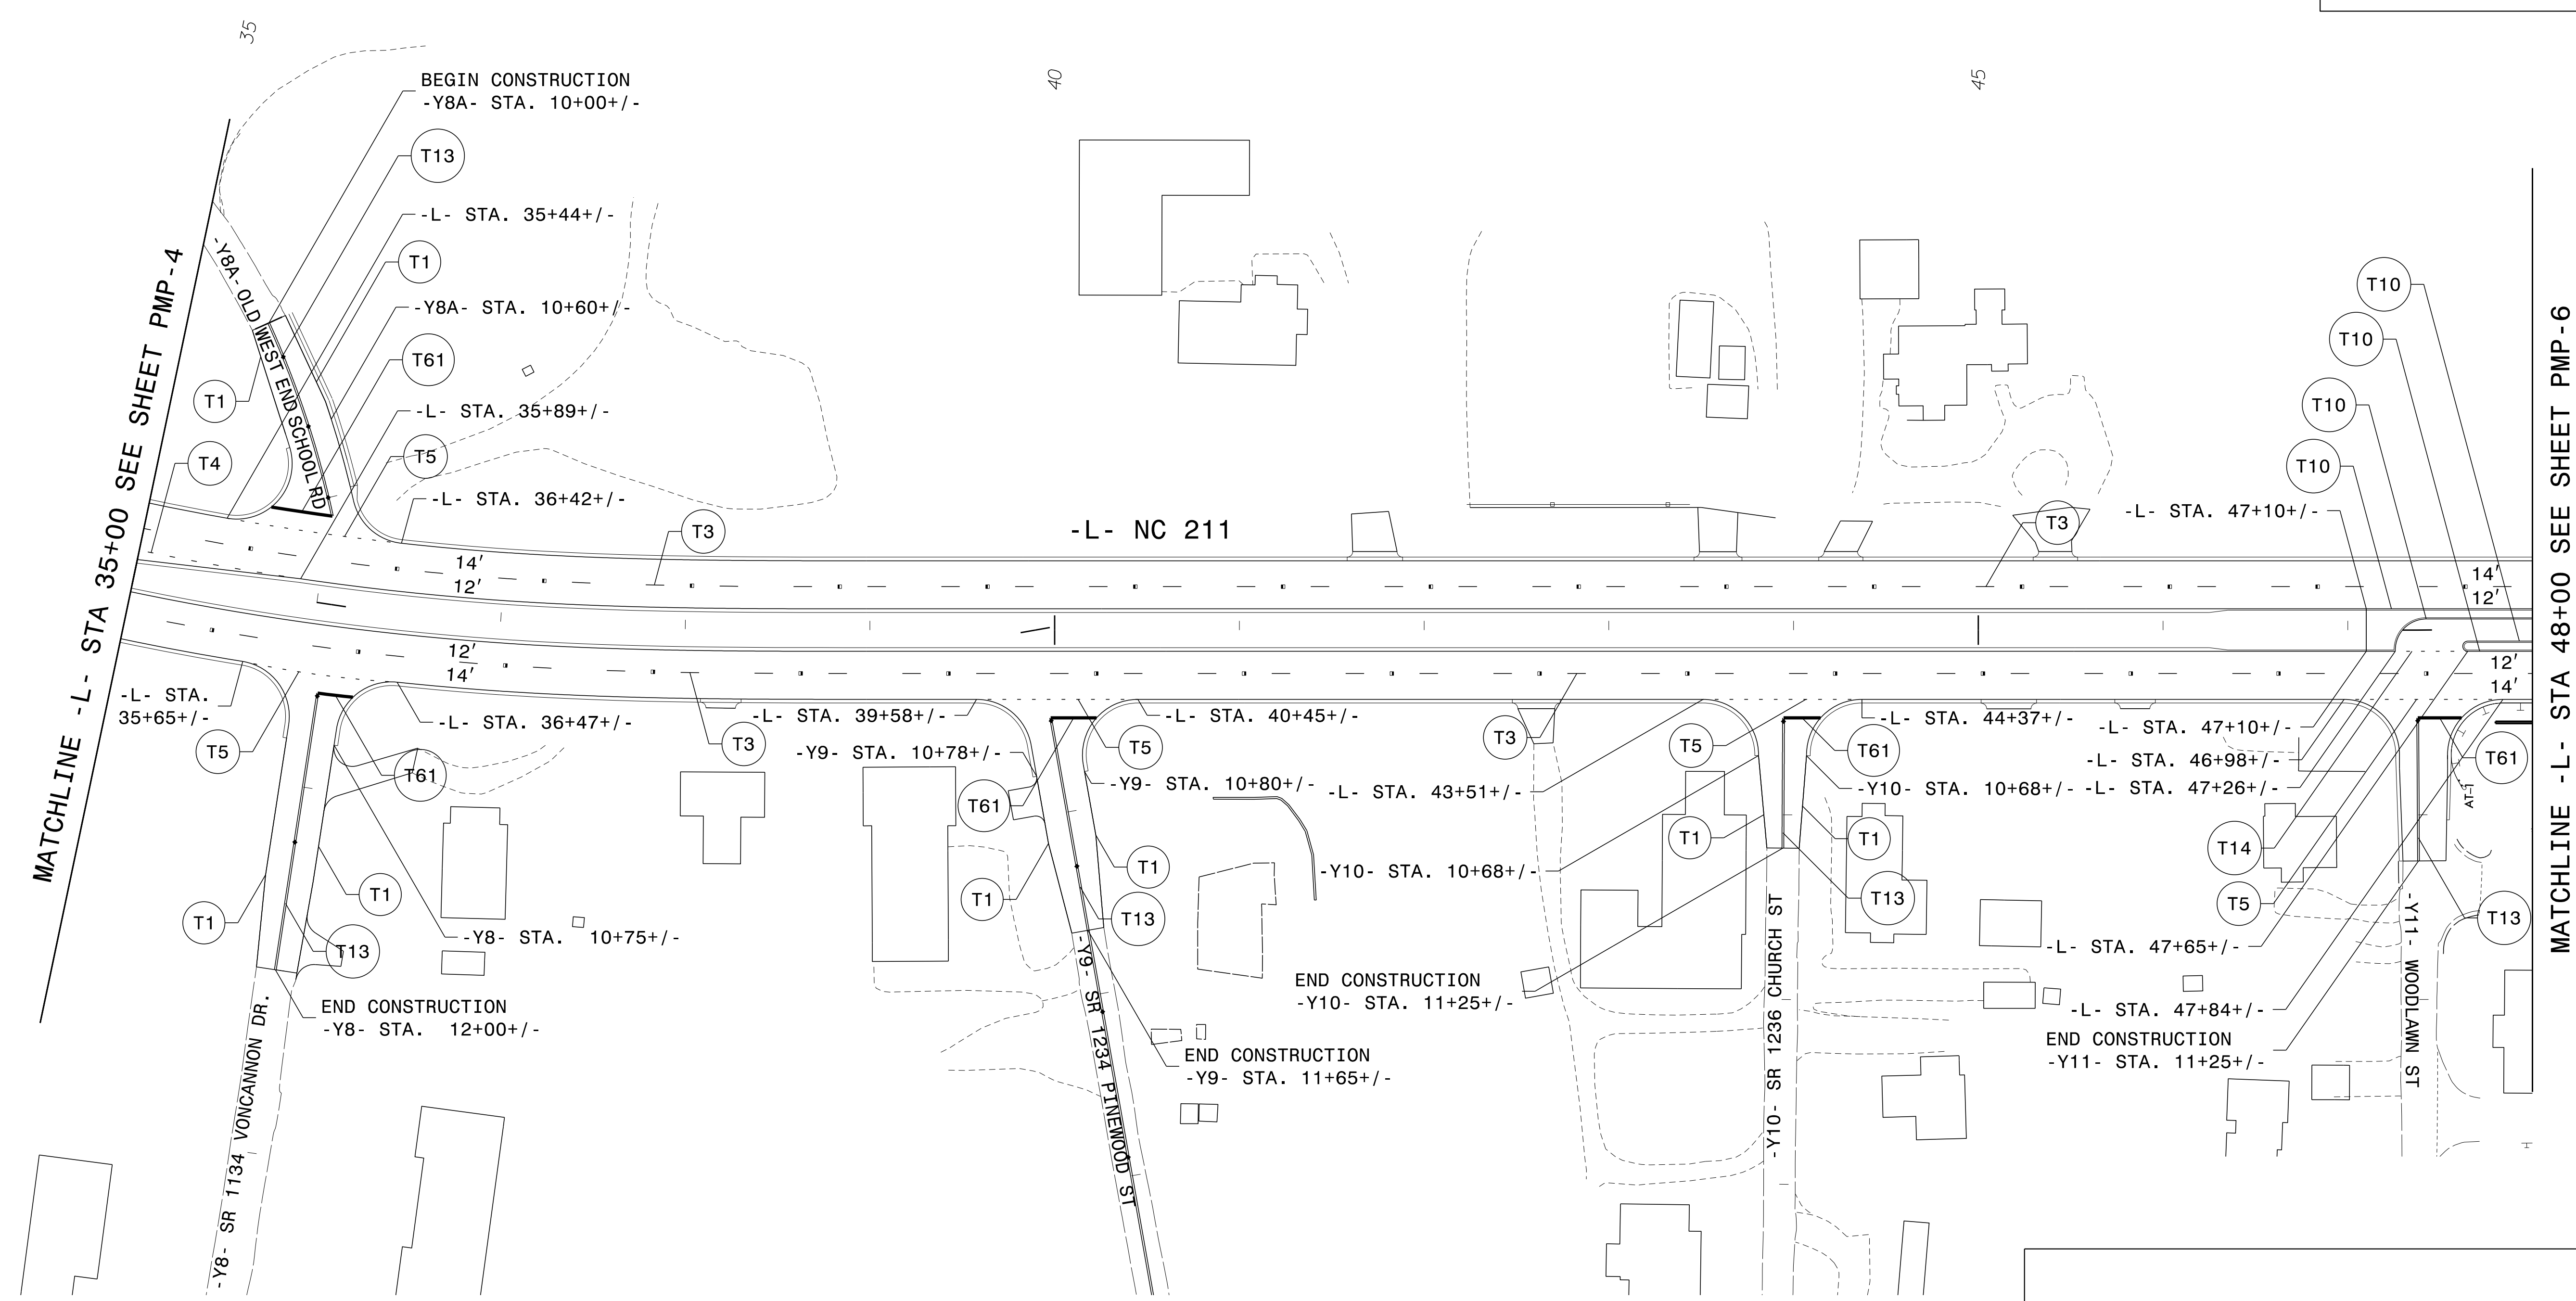 35
40
45
BEGIN CONSTRUCTION
-Y8A- STA. 10+00+/-
T13
-L- STA. 35+44+/-
T1
-Y8A- STA. 10+60+/-
T61
-L- STA. 35+89+/-
T5
-L- STA. 36+42+/-
-Y8A- OLD WEST END SCHOOL RD
T1
T4
MATCHLINE -L- STA 35+00 SEE SHEET PMP-4
T3
-L- NC 211
T3
T10
T10
T10
T10
-L- STA. 47+10+/-
MATCHLINE -L- STA 48+00 SEE SHEET PMP-6
14'
12'
14'
12'
12'
14'
12'
14'
-L- STA.
35+65+/-
T5
-L- STA. 36+47+/-
T61
T3
T1
T1
T13
-Y8- STA. 10+75+/-
END CONSTRUCTION
-Y8- STA. 12+00+/-
-Y8- SR 1134 VONCANNON DR.
-L- STA. 39+58+/-
-Y9- STA. 10+78+/-
T61
-L- STA. 40+45+/-
T5
-Y9- STA. 10+80+/-
T1
T1
T13
-Y9- SR 1234 PINEWOOD ST
END CONSTRUCTION
-Y9- STA. 11+65+/-
T3
-L- STA. 43+51+/-
-Y10- STA. 10+68+/-
END CONSTRUCTION
-Y10- STA. 11+25+/-
T5
T1
-L- STA. 44+37+/-
T61
-Y10- STA. 10+68+/-
T1
T13
-Y10- SR 1236 CHURCH ST
-L- STA. 47+10+/-
-L- STA. 46+98+/-
-L- STA. 47+26+/-
T14
T5
-L- STA. 47+65+/-
-L- STA. 47+84+/-
END CONSTRUCTION
-Y11- STA. 11+25+/-
T61
AT-1
T13
-Y11- WOODLAWN ST